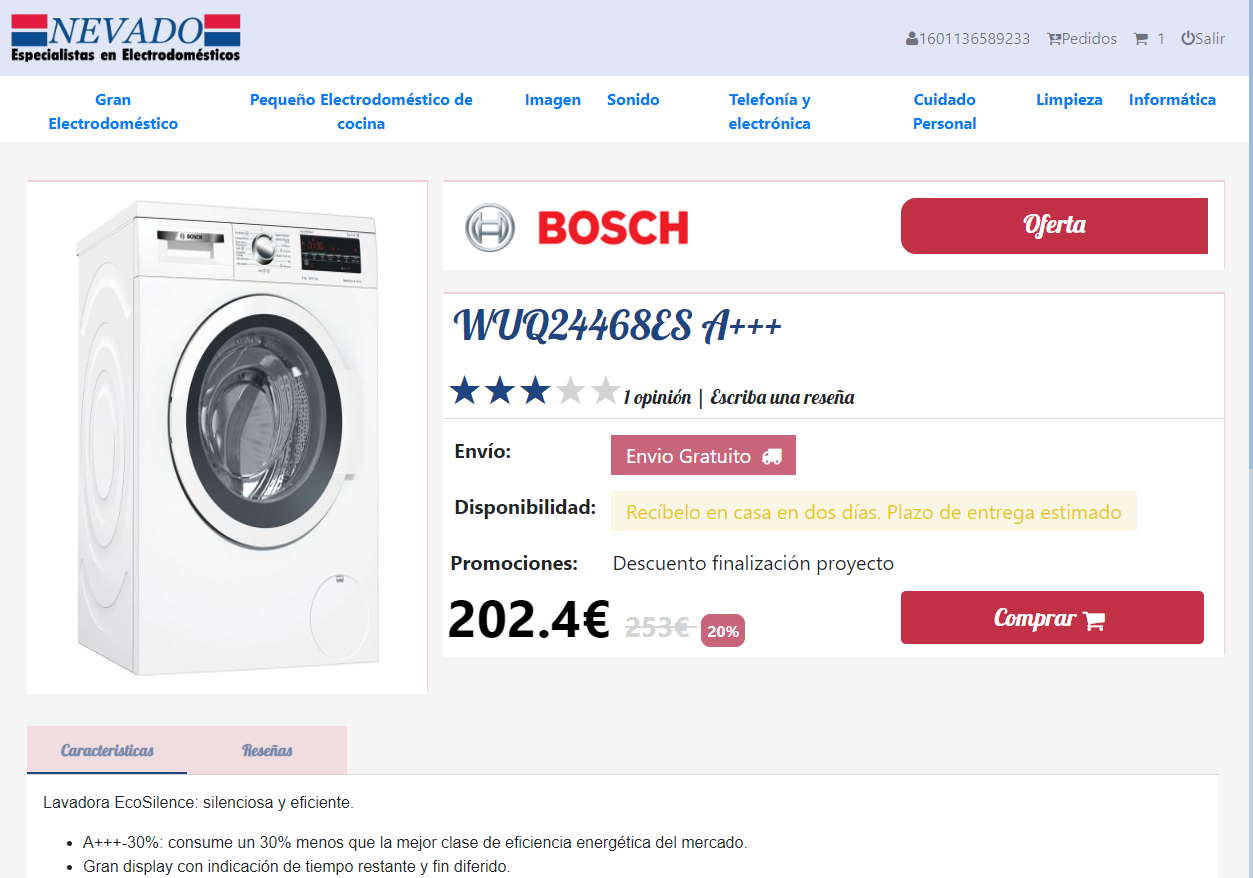 NEVADO
Especialistas en Electrodomésticos
1601136589233 Pedidos 1 Salir
Gran Electrodoméstico
Pequeño Electrodoméstico de cocina
Imagen
Sonido
Telefonía y electrónica
Cuidado Personal
Limpieza
Informática
BOSCH
BOSCH
Oferta
WUQ24468ES A+++
1 opinión | Escriba una reseña
Envío: Envio Gratuito
Disponibilidad: Recíbelo en casa en dos días. Plazo de entrega estimado
Promociones: Descuento finalización proyecto
202.4€ 253€ 20%
Comprar
Caracteristicas Reseñas
Lavadora EcoSilence: silenciosa y eficiente.
A+++-30%: consume un 30% menos que la mejor clase de eficiencia energética del mercado.
Gran display con indicación de tiempo restante y fin diferido.